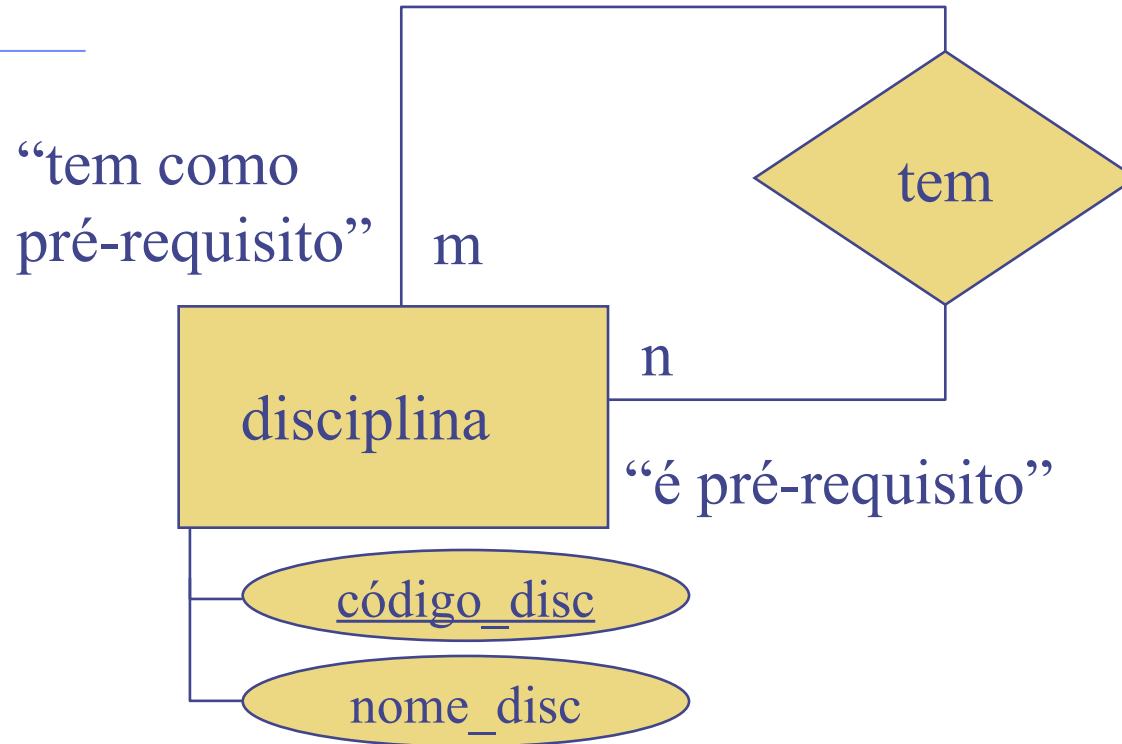 “tem como
pré-requisito”
m
tem
n
disciplina
“é pré-requisito”
código_disc
nome_disc